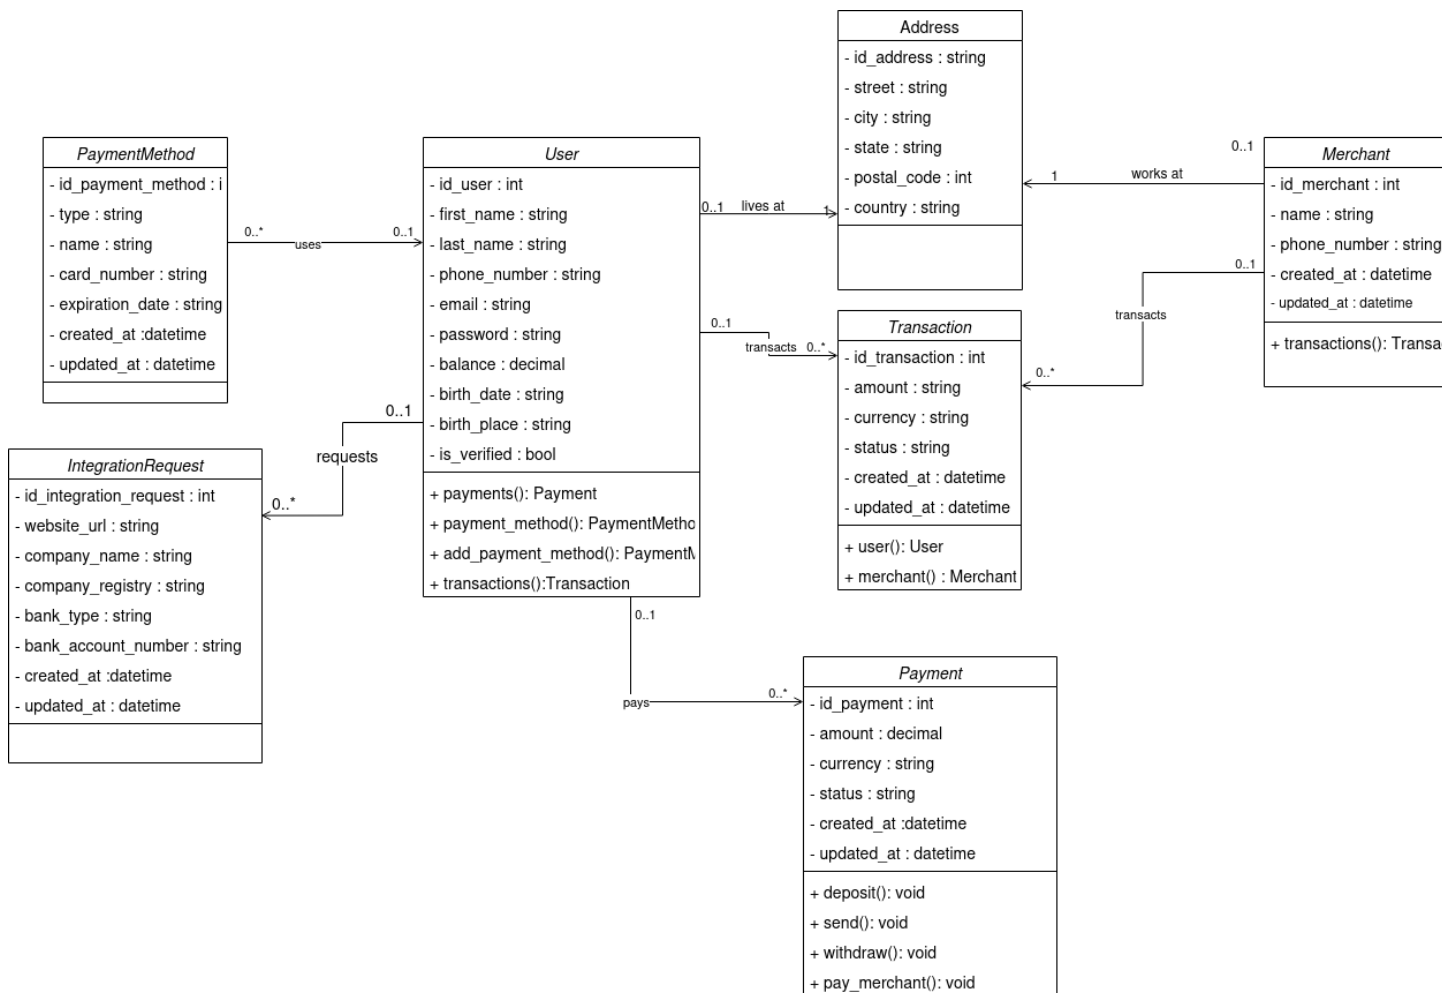 Address
- id_address : string
- street : string
- city : string
- state : string
- postal_code : int
- country : string
PaymentMethod
- id_payment_method : i
- type : string
- name : string
- card_number : string
- expiration_date : string
- created_at :datetime
- updated_at : datetime
0..*
uses
0..1
User
- id_user : int
- first_name : string
- last_name : string
- phone_number : string
- email : string
- password : string
- balance : decimal
- birth_date : string
- birth_place : string
- is_verified : bool
+ payments(): Payment
+ payment_method(): PaymentMetho
+ add_payment_method(): Payment
+ transactions():Transaction
0..1
lives at
1
1
works at
0..1
Merchant
- id_merchant : int
- name : string
- phone_number : string
- created_at : datetime
- updated_at : datetime
+ transactions(): Transa
0..1
transacts
0..*
0..1
transacts
0..*
Transaction
- id_transaction : int
- amount : string
- currency : string
- status : string
- created_at : datetime
- updated_at : datetime
+ user(): User
+ merchant() : Merchant
0..1
requests
0..*
IntegrationRequest
- id_integration_request : int
- website_url : string
- company_name : string
- company_registry : string
- bank_type : string
- bank_account_number : string
- created_at :datetime
- updated_at : datetime
0..1
pays
0..*
Payment
- id_payment : int
- amount : decimal
- currency : string
- status : string
- created_at :datetime
- updated_at : datetime
+ deposit(): void
+ send(): void
+ withdraw(): void
+ pay_merchant(): void